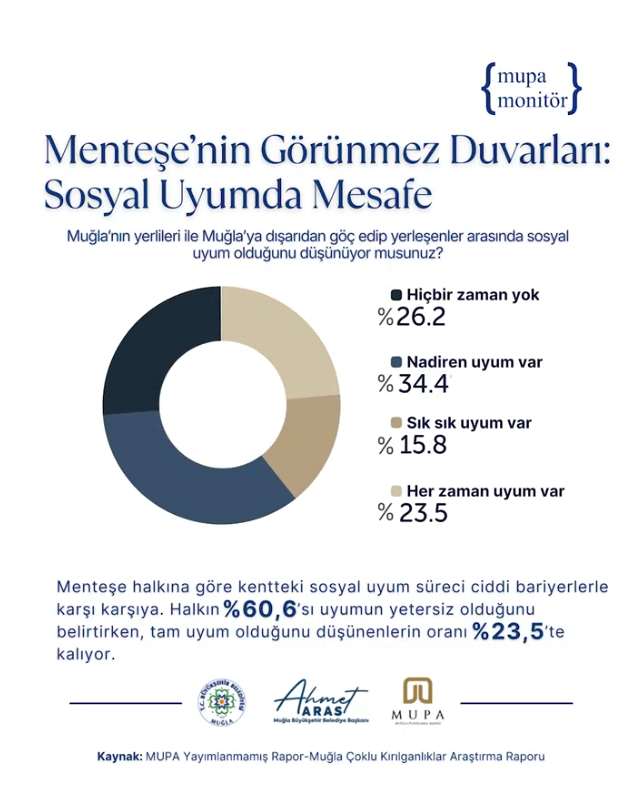 mupa
monitör
Menteşe'nin Görünmez Duvarları:
Sosyal Uyumda Mesafe
Muğla'nın yerlileri ile Muğla'ya dışarıdan göç edip yerleşenler arasında sosyal
uyum olduğunu düşünüyor musunuz?
Hiçbir zaman yok
%26.2
Nadiren uyum var
% 34.4
Sık sık uyum var
% 15.8
Her zaman uyum var
% 23.5
Menteşe halkına göre kentteki sosyal uyum süreci ciddi bariyerlerle
karşı karşıya. Halkın %60,6'sı uyumun yetersiz olduğunu
belirtirken, tam uyum olduğunu düşünenlerin oranı %23,5'te
kalıyor.
T.C. BÜYÜKŞEHİR BELEDİYESİ
MUĞLA
Ahmet
ARAS
Muğla Büyükşehir Belediye Başkanı
MUPA
Kaynak: MUPA Yayımlanmamış Rapor-Muğla Çoklu Kırılganlıklar Araştırma Raporu